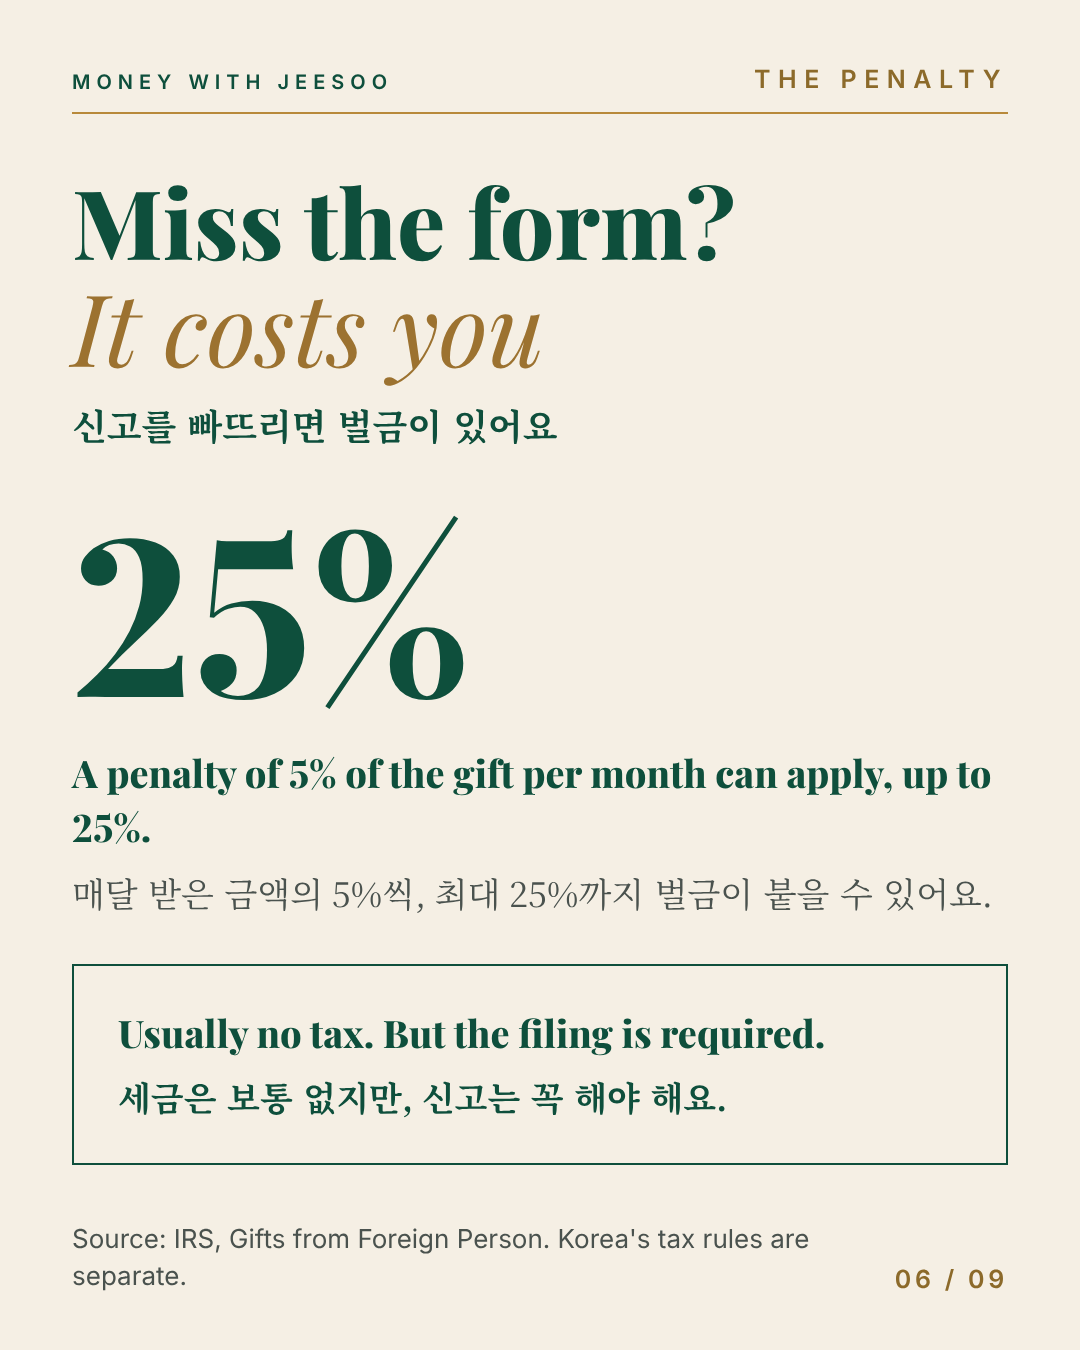 MONEY WITH JEESOO
THE PENALTY
Miss the form?
It costs you
신고를 빠뜨리면 벌금이 있어요
25%
A penalty of 5% of the gift per month can apply, up to
25%.
매달 받은 금액의 5%씩, 최대 25%까지 벌금이 붙을 수 있어요.
Usually no tax. But the filing is required.
세금은 보통 없지만, 신고는 꼭 해야 해요.
Source: IRS, Gifts from Foreign Person. Korea's tax rules are
separate.
06 / 09